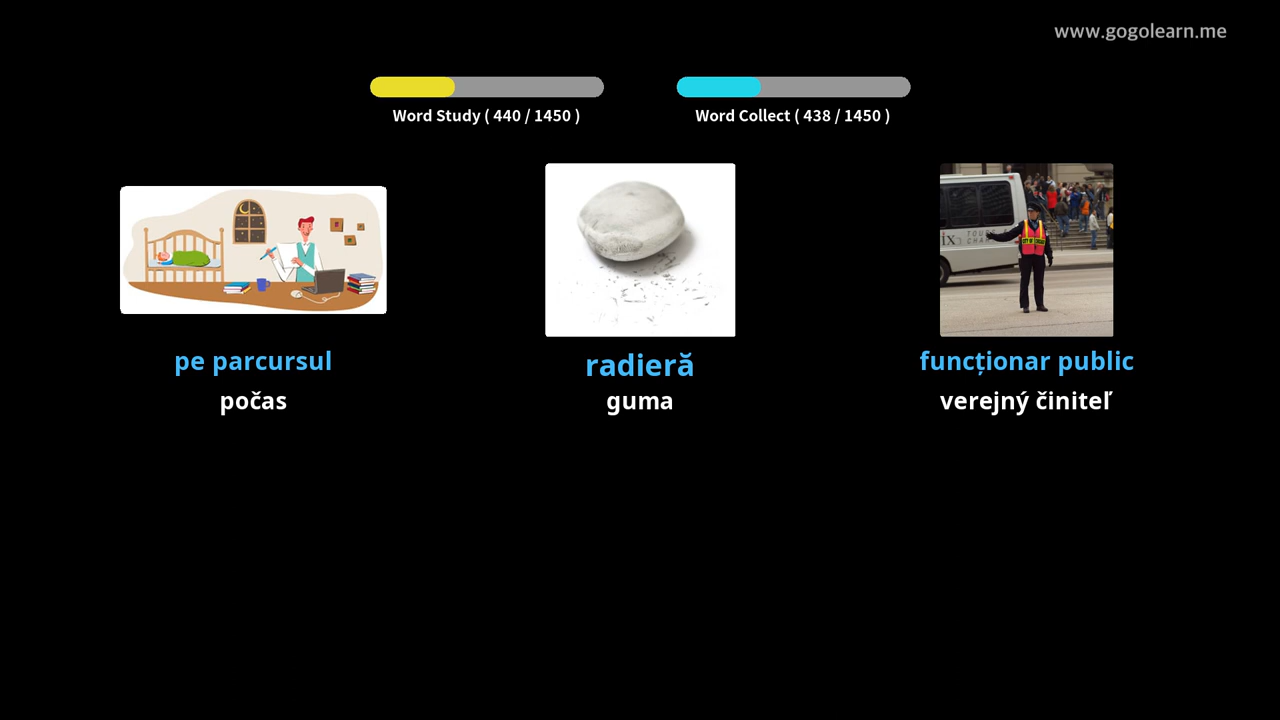 www.gogolearn.me
Word Study ( 440 / 1450 )
Word Collect ( 438 / 1450 )
pe parcursul
radieră
funcționar public
počas
guma
verejný činiteľ